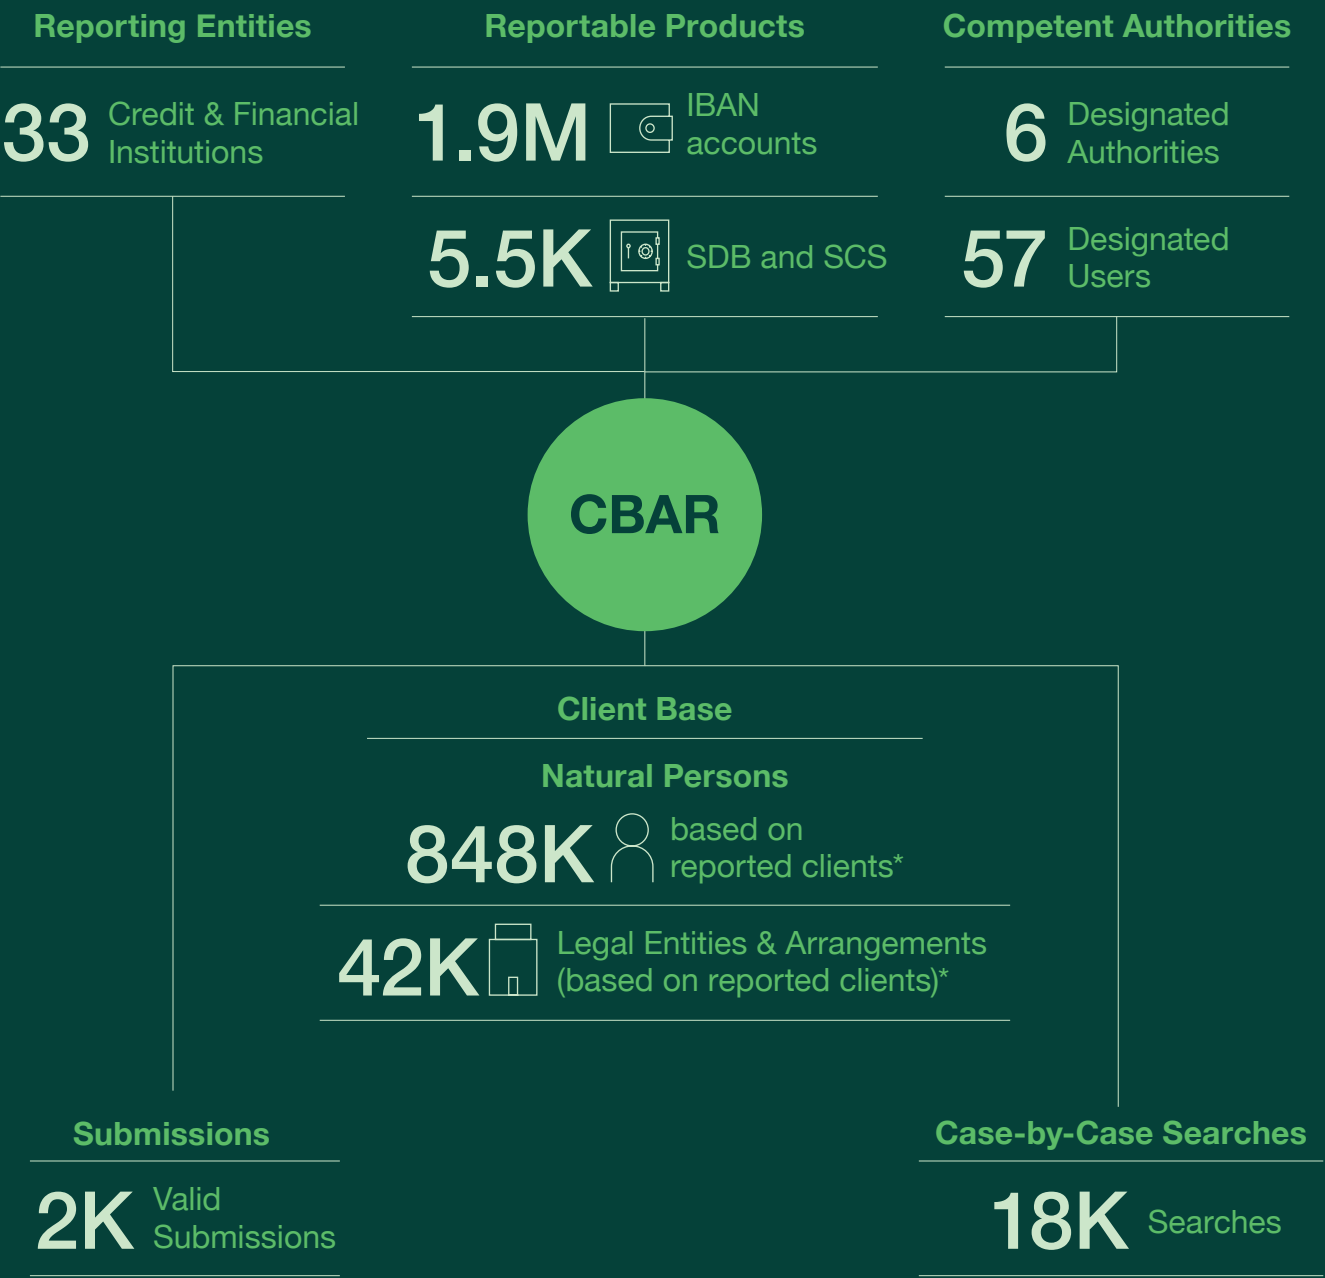 Reporting Entities
33 Credit & Financial
Institutions
Reportable Products
1.9M IBAN
accounts
5.5K SDB and SCS
Competent Authorities
6 Designated
Authorities
57 Designated
Users
CBAR
Client Base
Natural Persons
848K based on
reported clients*
42K Legal Entities & Arrangements
(based on reported clients)*
Submissions
2K Valid
Submissions
Case-by-Case Searches
18K Searches